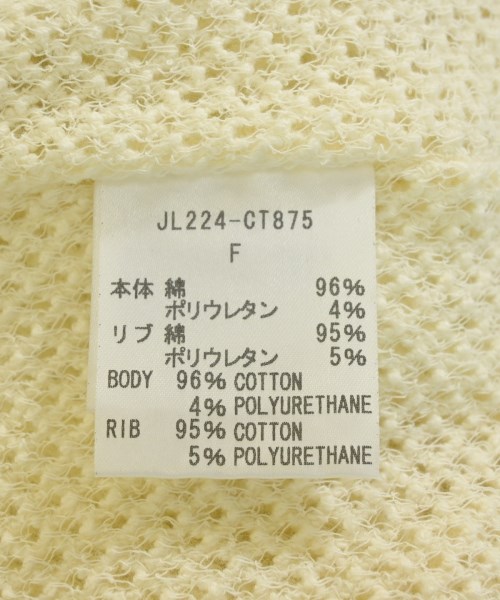 JL224-CT875
F
本体 綿 96%
ポリウレタン 4%
リブ 綿 95%
ポリウレタン 5%
BODY 96% COTTON
4% POLYURETHANE
RIB 95% COTTON
5% POLYURETHANE